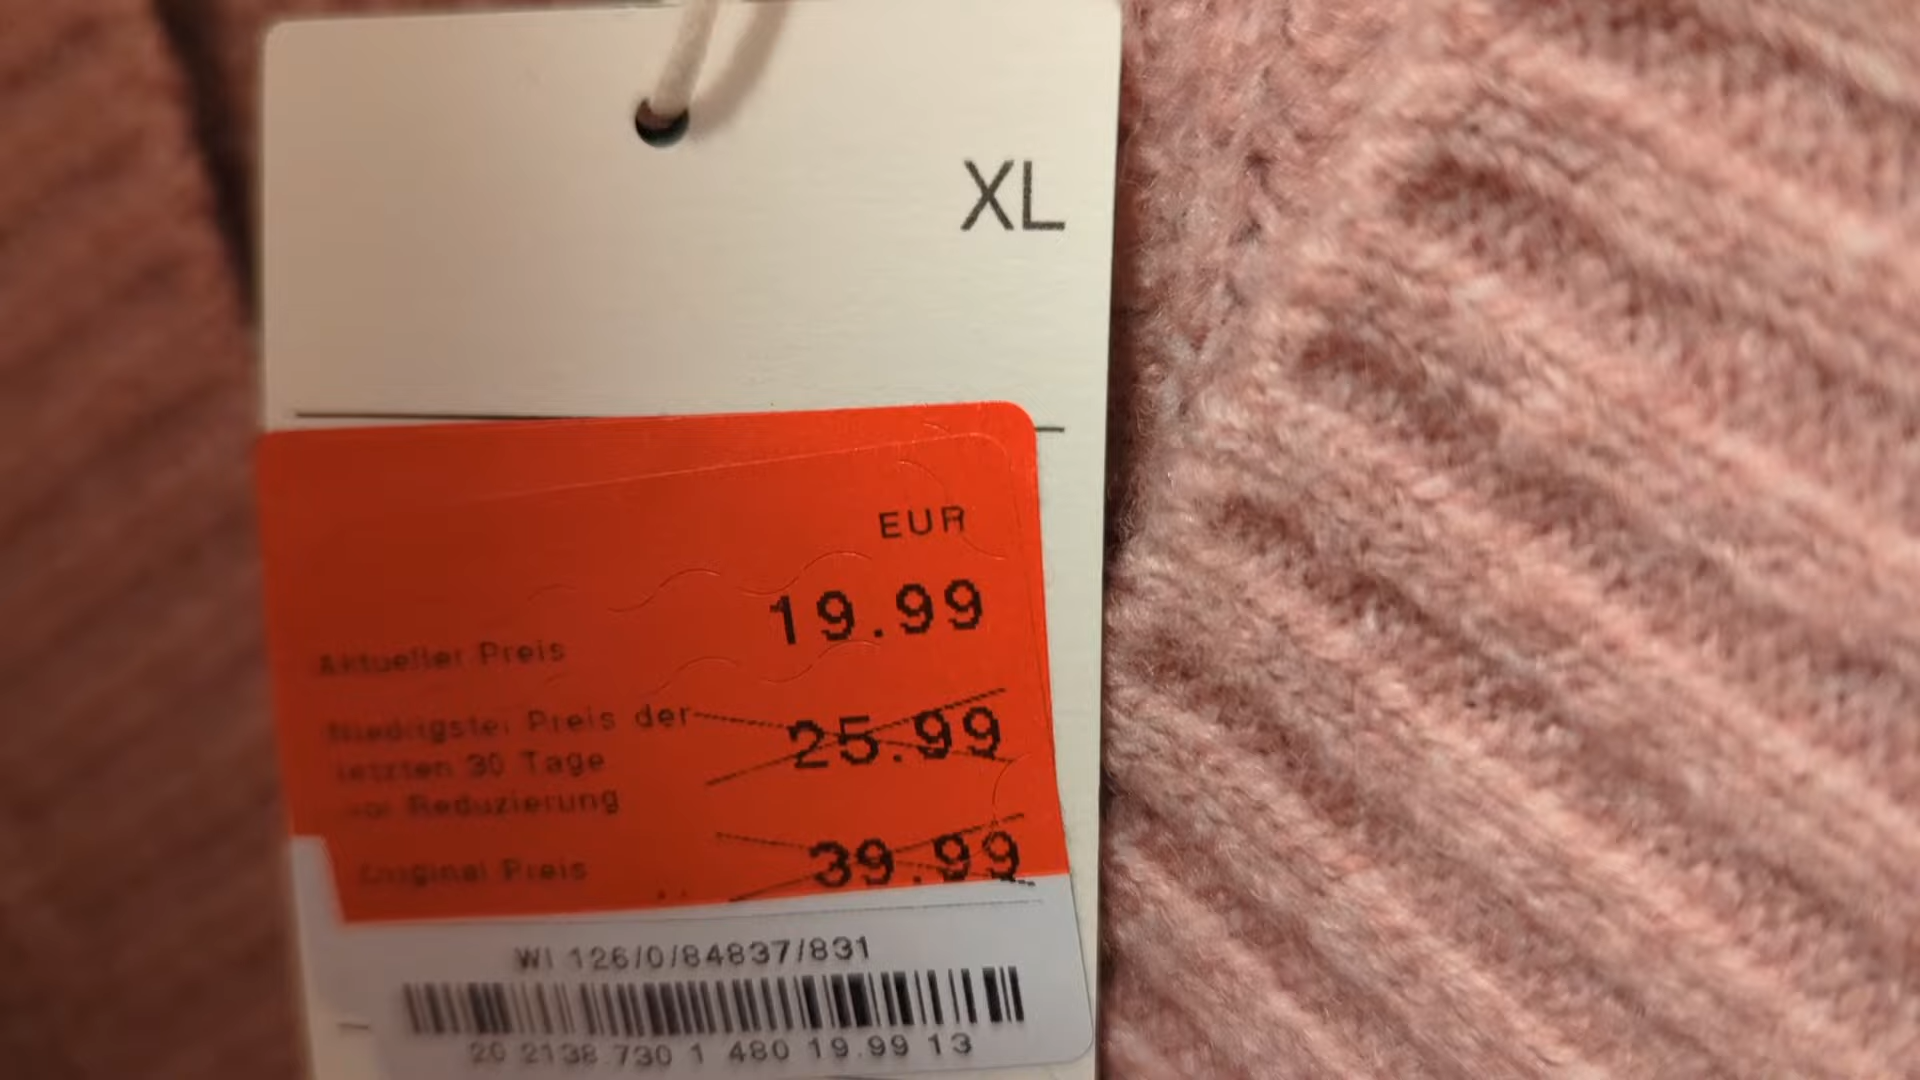 XL
EUR
19.99
Aktueller Preis
Niedrigster Preis der
letzten 30 Tage
vor Reduzierung
25.99
Original Preis
39.99
WI 126/0/84837/831
20 2138 730 1 480 19.99 13